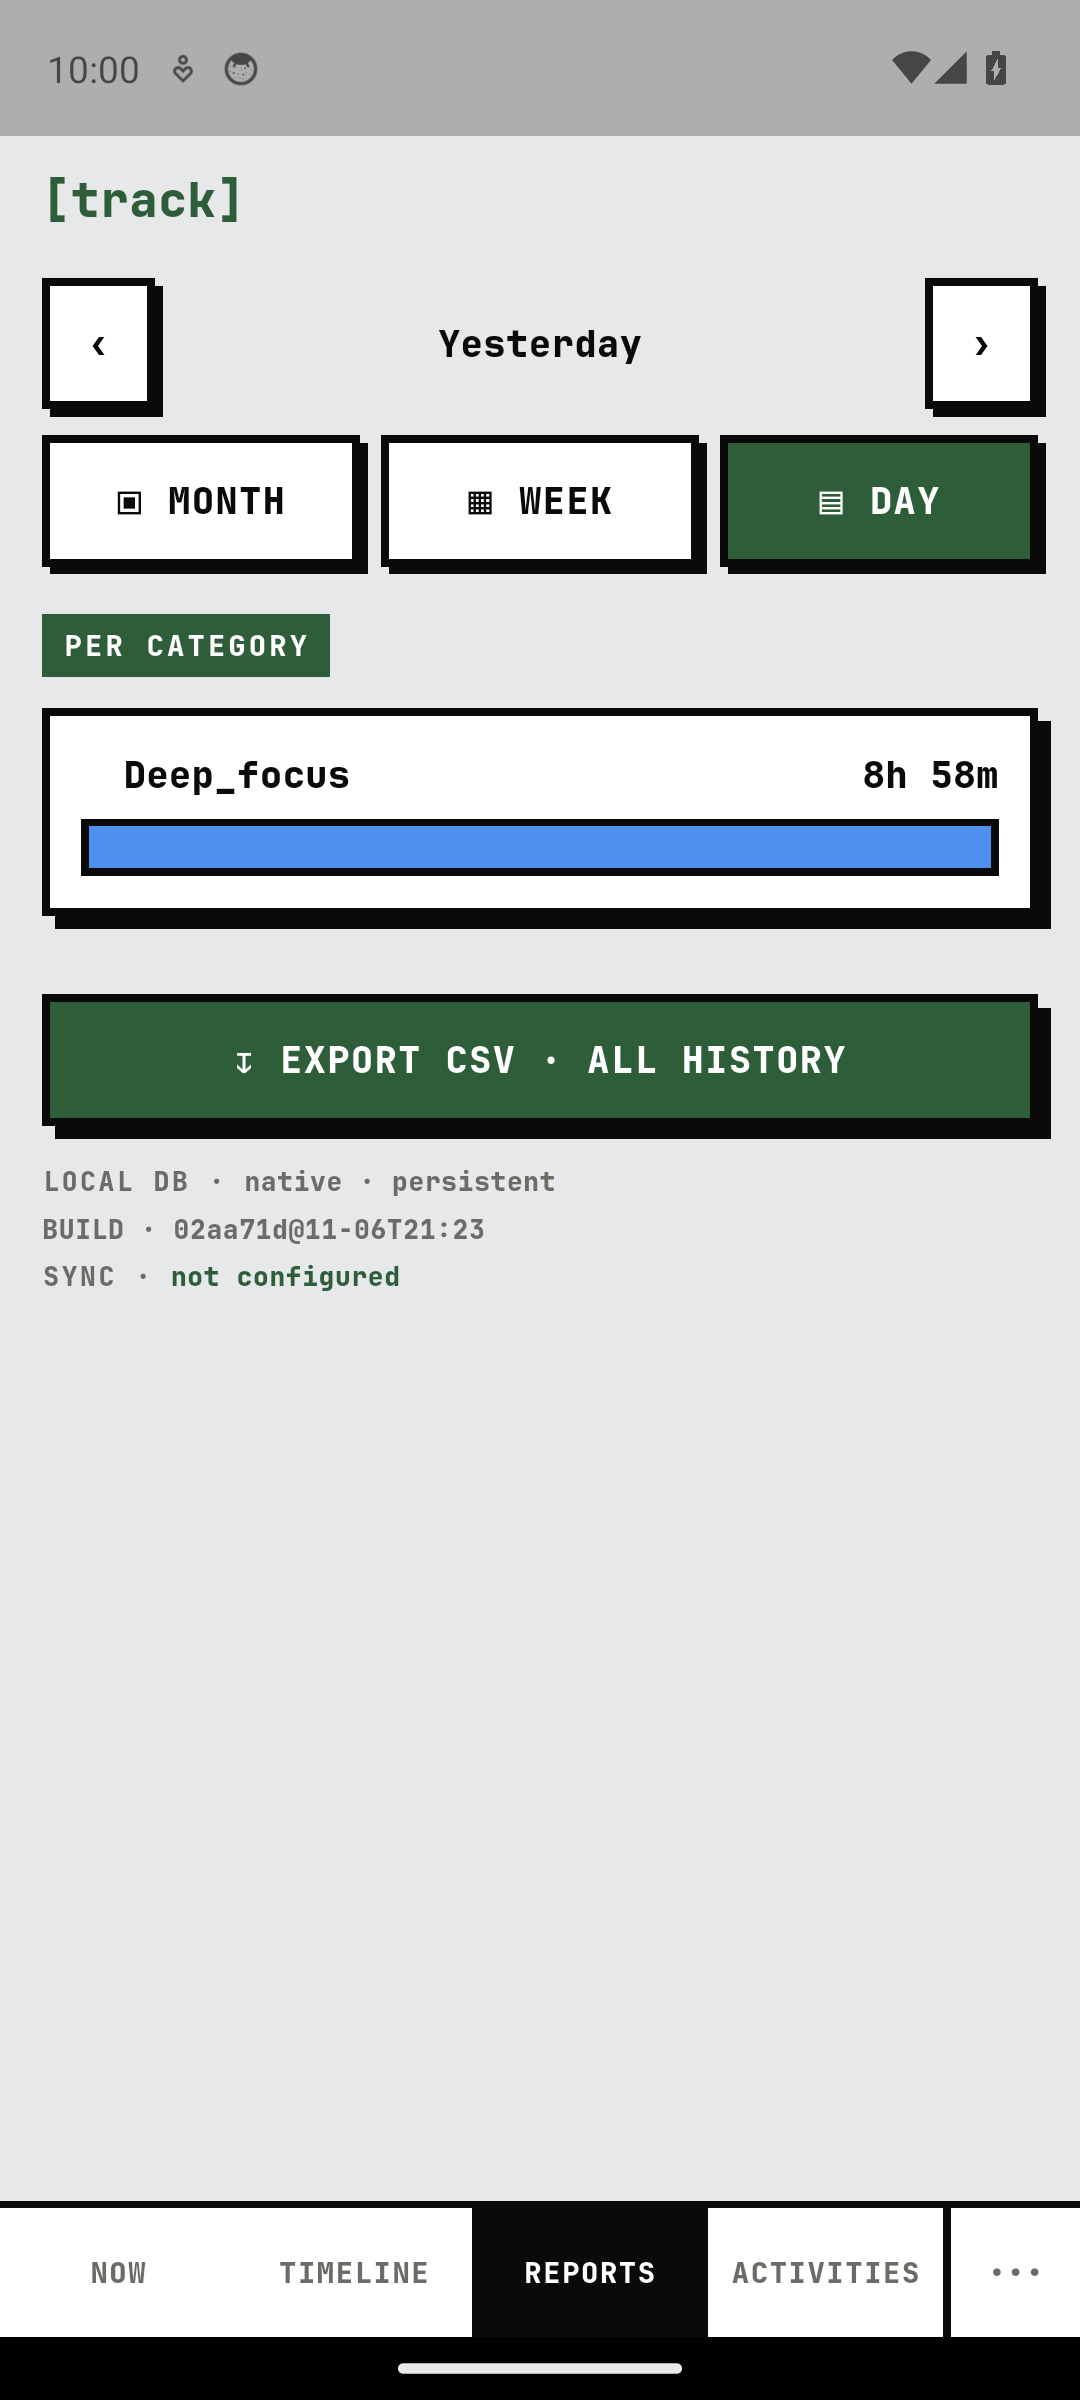 10:00
[track]
‹ Yesterday ›
▣ MONTH ▦ WEEK ▤ DAY
PER CATEGORY
Deep_focus 8h 58m
↧ EXPORT CSV · ALL HISTORY
LOCAL DB · native · persistent
BUILD · 02aa71d@11-06T21:23
SYNC · not configured
NOW TIMELINE REPORTS ACTIVITIES •••